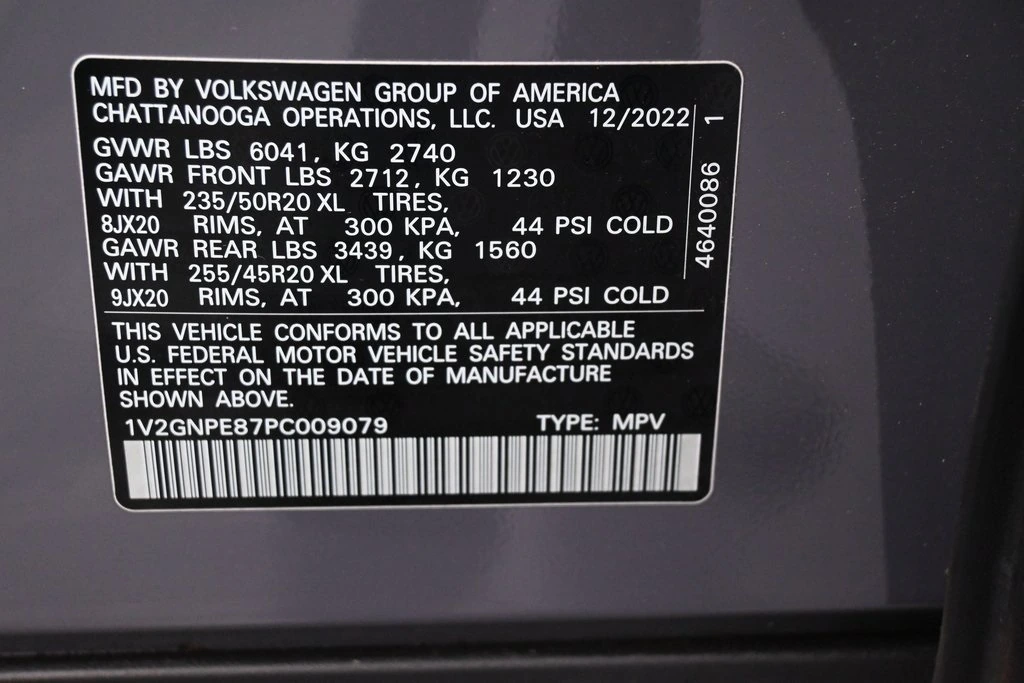 MFD BY VOLKSWAGEN GROUP OF AMERICA
CHATTANOOGA OPERATIONS, LLC. USA 12/2022
GVWR LBS 6041, KG 2740
GAWR FRONT LBS 2712, KG 1230
WITH 235/50R20 XL TIRES,
8JX20 RIMS, AT 300 KPA, 44 PSI COLD
GAWR REAR LBS 3439, KG 1560
WITH 255/45R20 XL TIRES,
9JX20 RIMS, AT 300 KPA, 44 PSI COLD
4640086 1
THIS VEHICLE CONFORMS TO ALL APPLICABLE
U.S. FEDERAL MOTOR VEHICLE SAFETY STANDARDS
IN EFFECT ON THE DATE OF MANUFACTURE
SHOWN ABOVE.
1V2GNPE87PC009079 TYPE: MPV